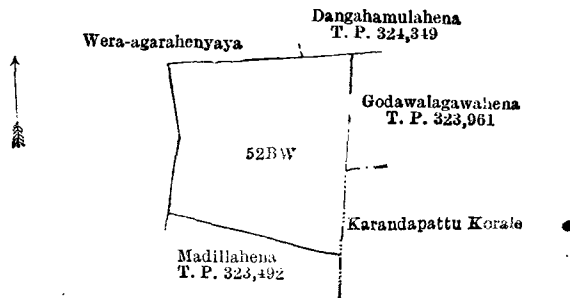 Dangahamulahena
T. P. 324,349
Wera-agarahenyaya
Godawalagawahena
T. P. 323,961
52BW
Karandapattu Korale
Madillahena
T. P. 323,492